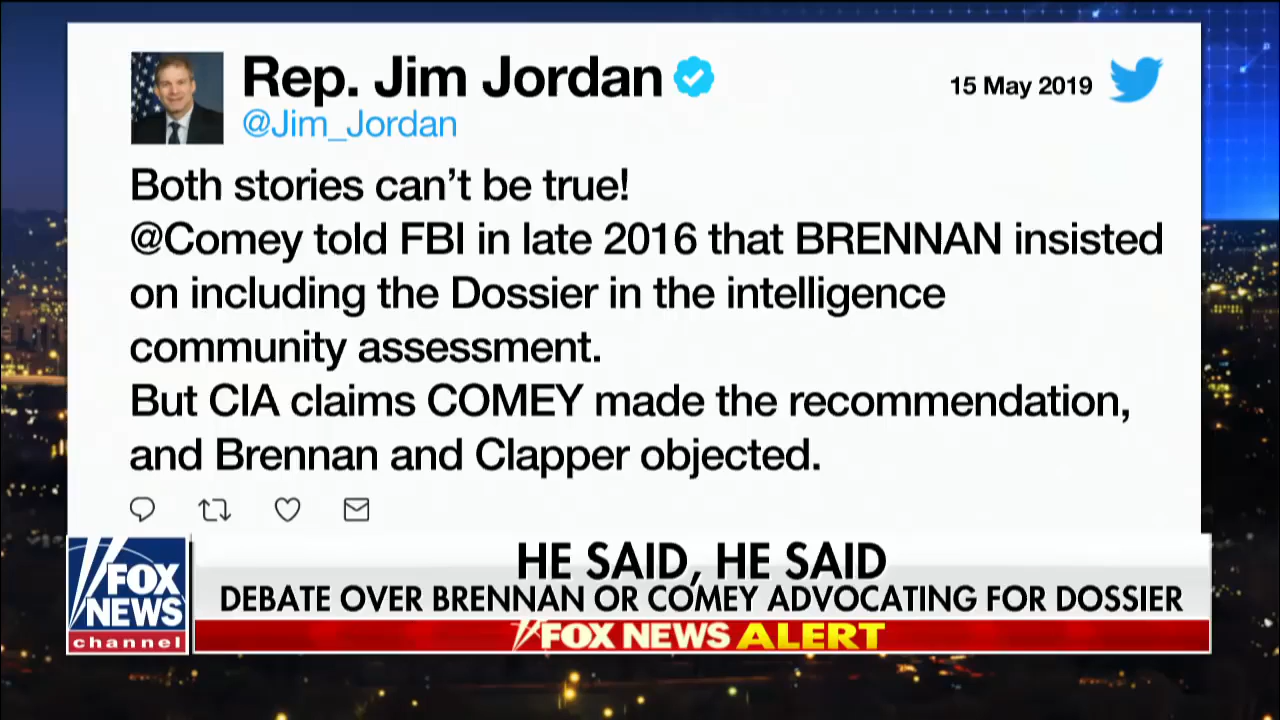 Rep. Jim Jordan
15 May 2019
@Jim_Jordan
Both stories can't be true!
@Comey told FBI in late 2016 that BRENNAN insisted
on including the Dossier in the intelligence
community assessment.
But CIA claims COMEY made the recommendation,
and Brennan and Clapper objected.
HE SAID, HE SAID
DEBATE OVER BRENNAN OR COMEY ADVOCATING FOR DOSSIER
FOX NEWS ALERT
FOX
NEWS
channel